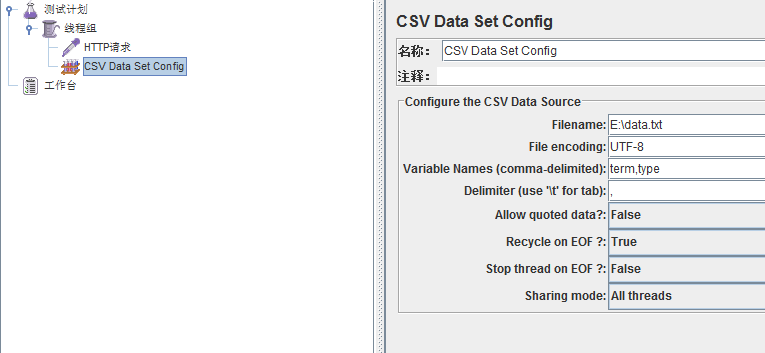 测试计划
线程组
HTTP请求
CSV Data Set Config
工作台
CSV Data Set Config
名称: CSV Data Set Config
注释:
Configure the CSV Data Source
Filename: E:\data.txt
File encoding: UTF-8
Variable Names (comma-delimited): term,type
Delimiter (use '\t' for tab): ,
Allow quoted data?: False
Recycle on EOF ?: True
Stop thread on EOF ?: False
Sharing mode: All threads